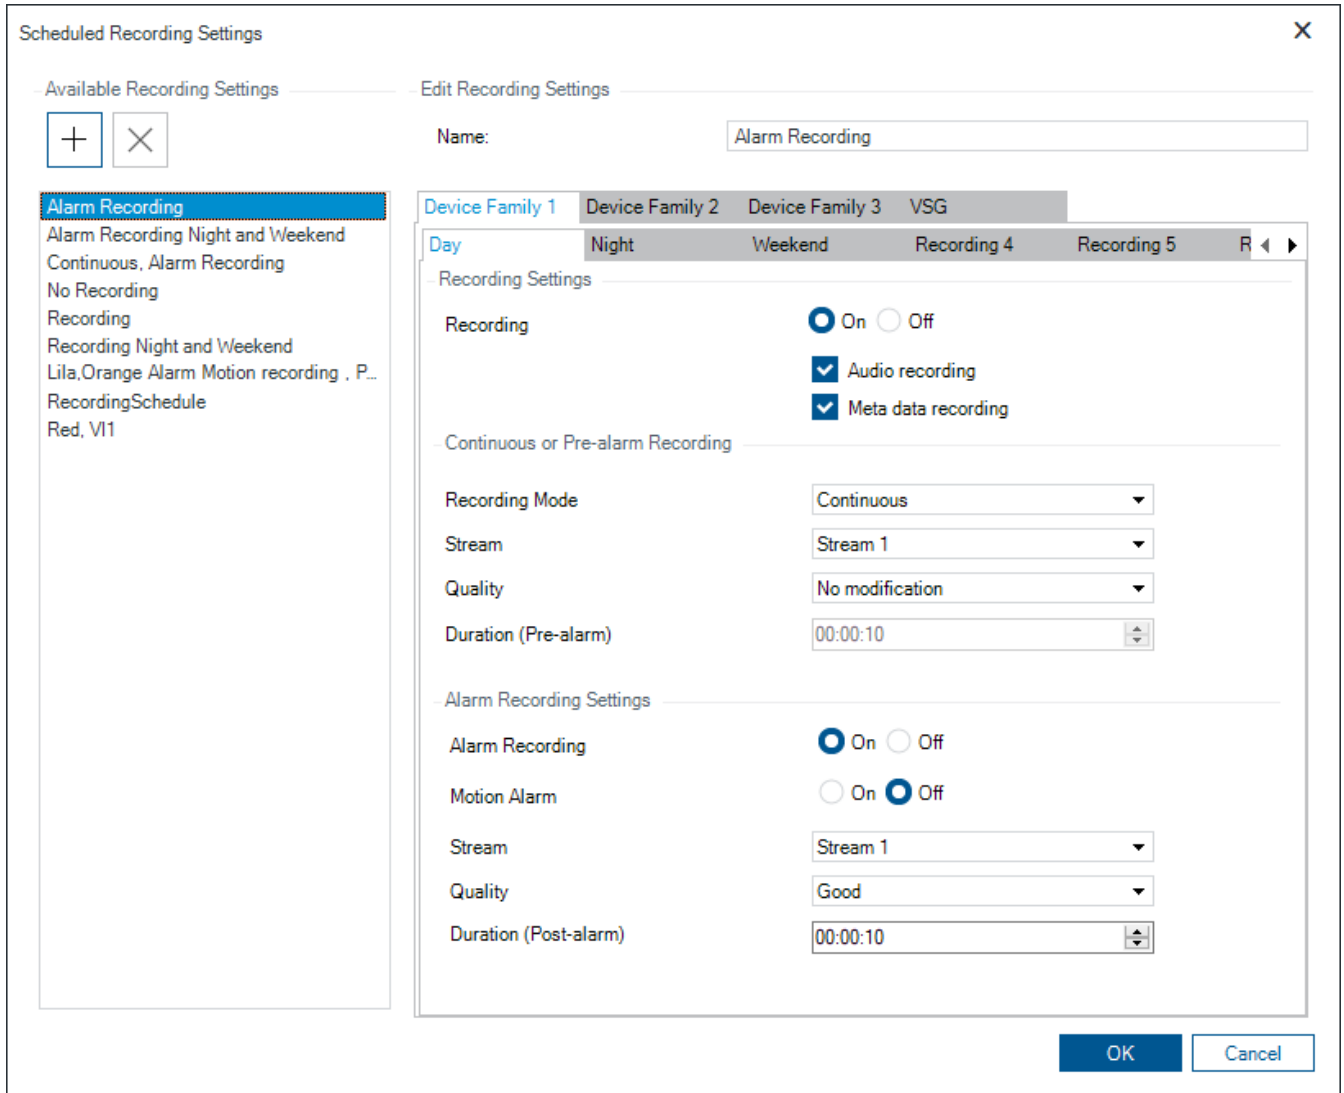 Scheduled Recording Settings
Available Recording Settings
Edit Recording Settings
Name: Alarm Recording
Alarm Recording
Alarm Recording Night and Weekend
Continuous, Alarm Recording
No Recording
Recording
Recording Night and Weekend
Lila,Orange Alarm Motion recording , P...
RecordingSchedule
Red, VI1
Device Family 1 Device Family 2 Device Family 3 VSG
Day Night Weekend Recording 4 Recording 5 R
Recording Settings
Recording On Off
Audio recording
Meta data recording
Continuous or Pre-alarm Recording
Recording Mode Continuous
Stream Stream 1
Quality No modification
Duration (Pre-alarm) 00:00:10
Alarm Recording Settings
Alarm Recording On Off
Motion Alarm On Off
Stream Stream 1
Quality Good
Duration (Post-alarm) 00:00:10
OK Cancel